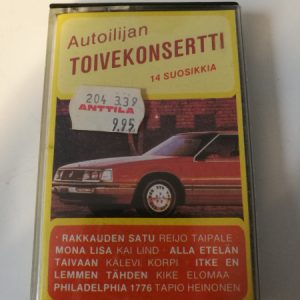 Autoilijan
TOIVEKONSERTTI
14 SUOSIKKIA
204 339
ANTTILA
9,95
· RAKKAUDEN SATU REIJO TAIPALE
MONA LISA KAI LIND · ALLA ETELÄN
TAIVAAN KALEVI KORPI · ITKE EN
LEMMEN TÄHDEN KIKE ELOMAA
PHILADELPHIA 1776 TAPIO HEINONEN